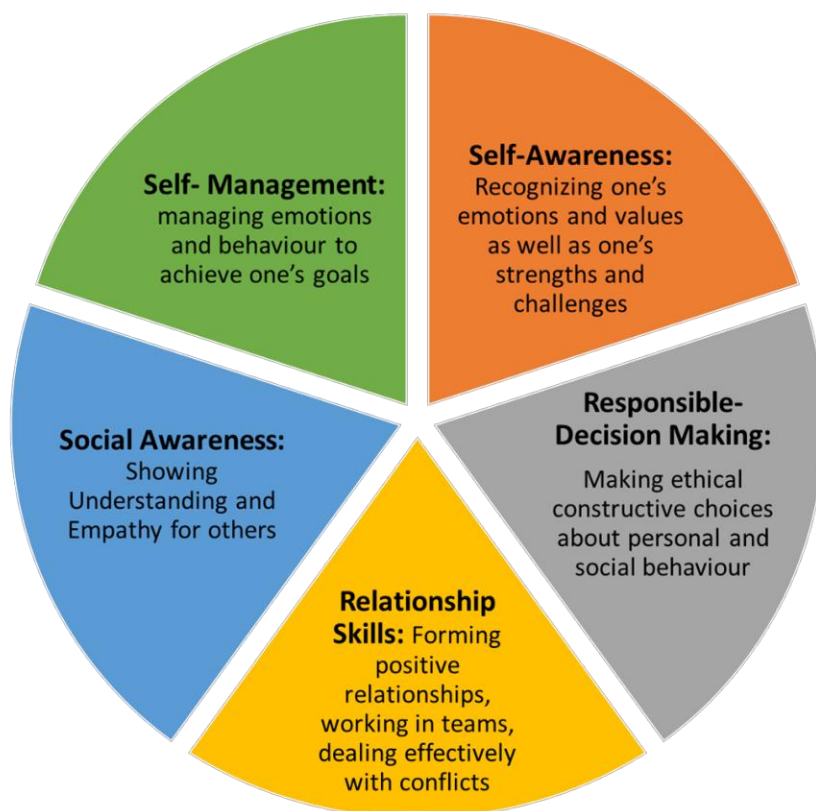 Self- Management:
managing emotions
and behaviour to
achieve one's goals
Self-Awareness:
Recognizing one's
emotions and values
as well as one's
strengths and
challenges
Responsible-
Decision Making:
Making ethical
constructive choices
about personal and
social behaviour
Relationship
Skills: Forming
positive
relationships,
working in teams,
dealing effectively
with conflicts
Social Awareness:
Showing
Understanding and
Empathy for others